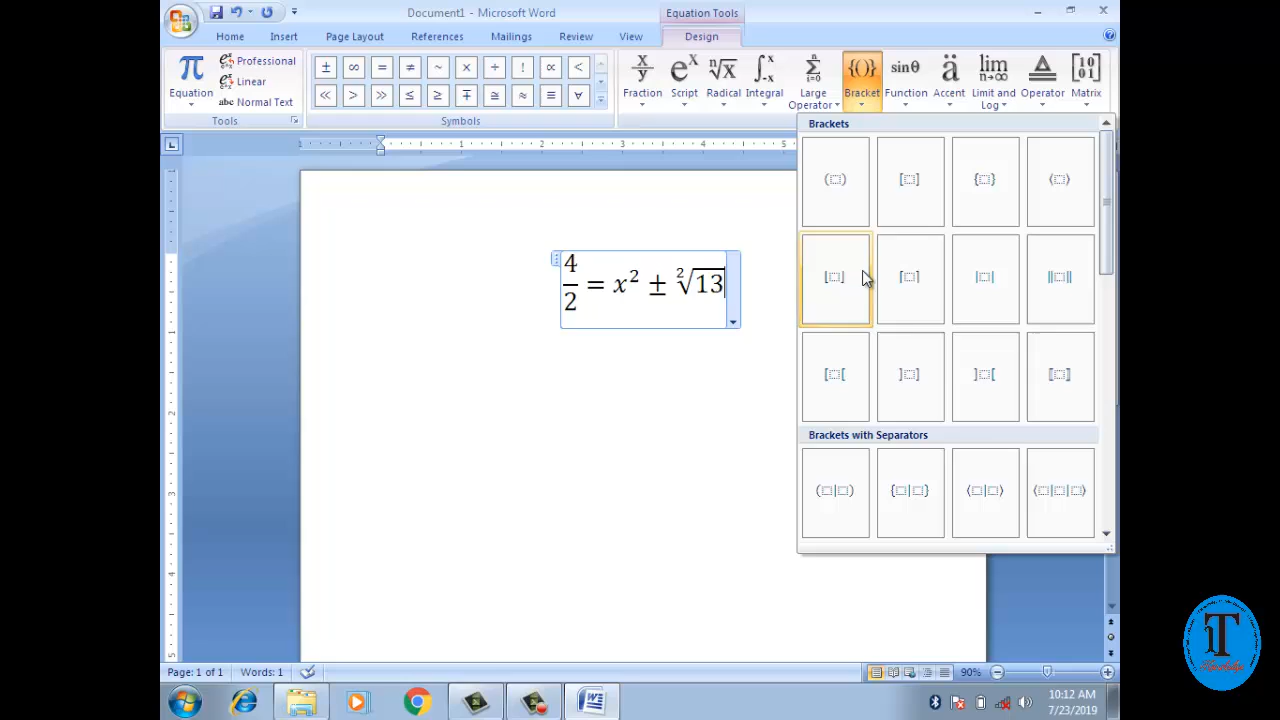 Document1 - Microsoft Word
Equation Tools
Home Insert Page Layout References Mailings Review View Design
π Equation
Professional
Linear
abc Normal Text
± ∞ = ≠ ~ × ÷ ! ∝ <
≪ > ≫ ≤ ≥ ∓ ≅ ≈ ≡ ∀
Fraction Script Radical Integral Large Operator Bracket Function Accent Limit and Log Operator Matrix
Tools
Symbols
Brackets
4/2 = x² ± ²√13
Brackets with Separators
Page: 1 of 1 Words: 1 90%
10:12 AM
7/23/2019
iT